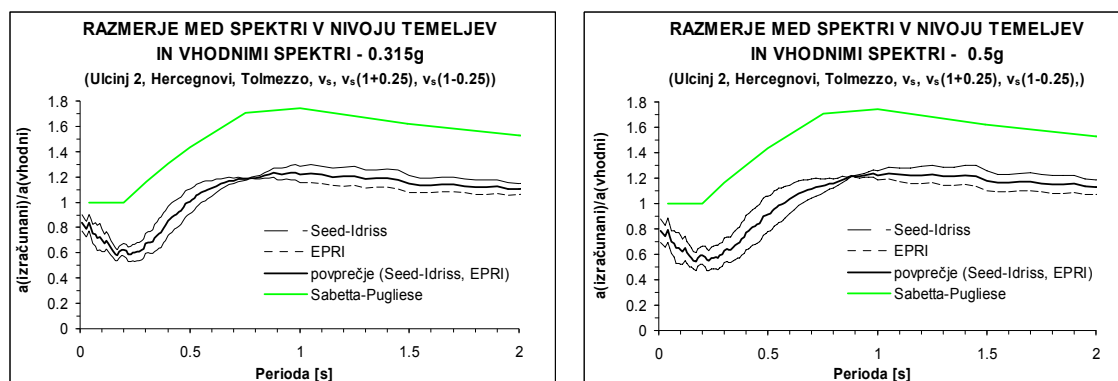 RAZMERJE MED SPEKTRI V NIVOJU TEMELJEV
IN VHODNIMI SPEKTRI - 0.315g
(Ulcinj 2, Hercegnovi, Tolmezzo, vs, vs(1+0.25), vs(1-0.25))
a(izračunani)/a(vhodni)
1.8
1.6
1.4
1.2
1
0.8
0.6
0.4
0.2
0
Seed-Idriss
EPRI
povprečje (Seed-Idriss, EPRI)
Sabetta-Pugliese
0 0.5 1 1.5 2
Perioda [s]
RAZMERJE MED SPEKTRI V NIVOJU TEMELJEV
IN VHODNIMI SPEKTRI - 0.5g
(Ulcinj 2, Hercegnovi, Tolmezzo, vs, vs(1+0.25), vs(1-0.25),)
a(izračunani)/a(vhodni)
1.8
1.6
1.4
1.2
1
0.8
0.6
0.4
0.2
0
Seed-Idriss
EPRI
povprečje (Seed-Idriss, EPRI)
Sabetta-Pugliese
0 0.5 1 1.5 2
Perioda [s]